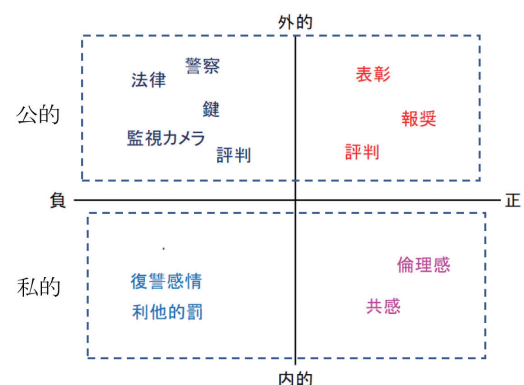 外的
警察
法律
表彰
鍵
報奨
公的
監視カメラ
評判
評判
負
正
倫理感
復讐感情
私的
共感
利他的罰
内的